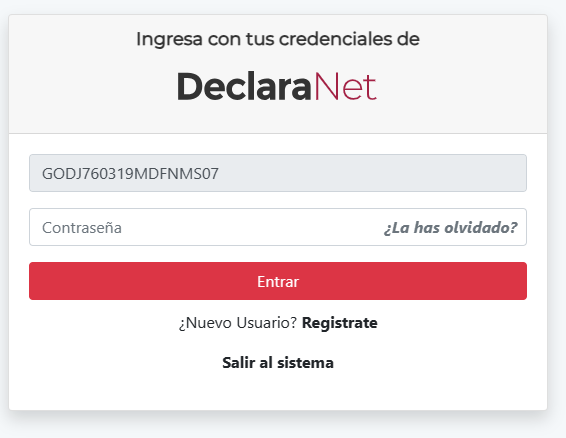 Ingresa con tus credenciales de
DeclaraNet
GODJ760319MDFNMS07
Contraseña ¿La has olvidado?
Entrar
¿Nuevo Usuario? Registrate
Salir al sistema